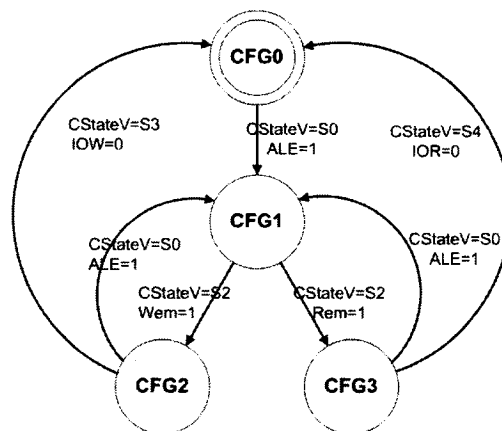 CFG0
CStateV=S3
IOW=0
CStateV=S0
ALE=1
CStateV=S4
IOR=0
CFG1
CStateV=S0
ALE=1
CStateV=S0
ALE=1
CStateV=S2
Wem=1
CStateV=S2
Rem=1
CFG2
CFG3